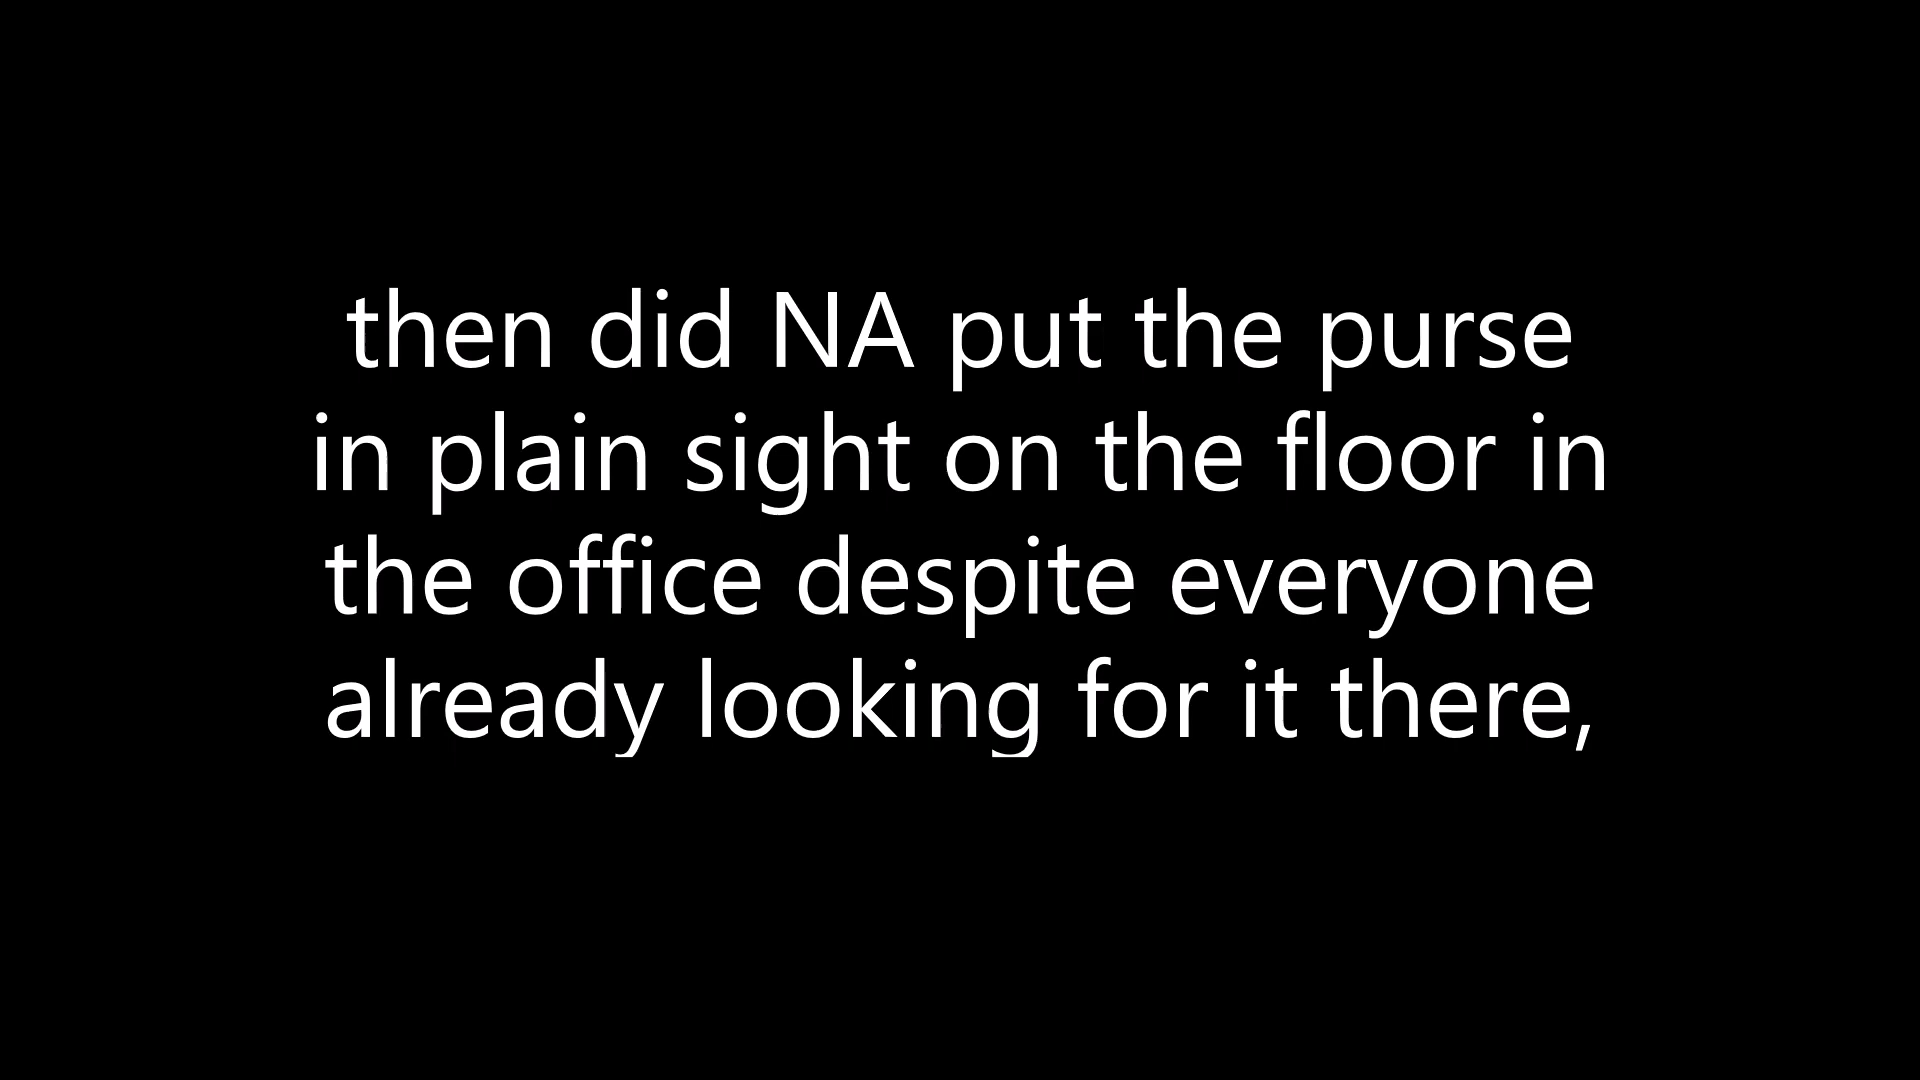 then did NA put the purse
in plain sight on the floor in
the office despite everyone
already looking for it there,